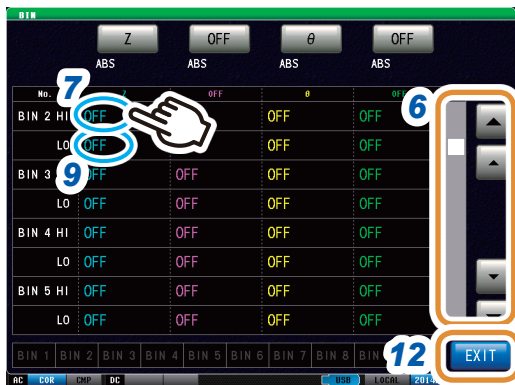 BIN
Z OFF θ OFF
ABS ABS ABS ABS
No. Z OFF θ OFF
7 6
BIN 2 HI OFF OFF OFF
LO OFF OFF OFF
9
BIN 3 OFF OFF OFF OFF
LO OFF OFF OFF OFF
BIN 4 HI OFF OFF OFF OFF
LO OFF OFF OFF OFF
BIN 5 HI OFF OFF OFF OFF
LO OFF OFF OFF OFF
BIN 1 BIN 2 BIN 3 BIN 4 BIN 5 BIN 6 BIN 7 BIN 8 BIN 12 EXIT
AC COR CMP DC USB LOCAL